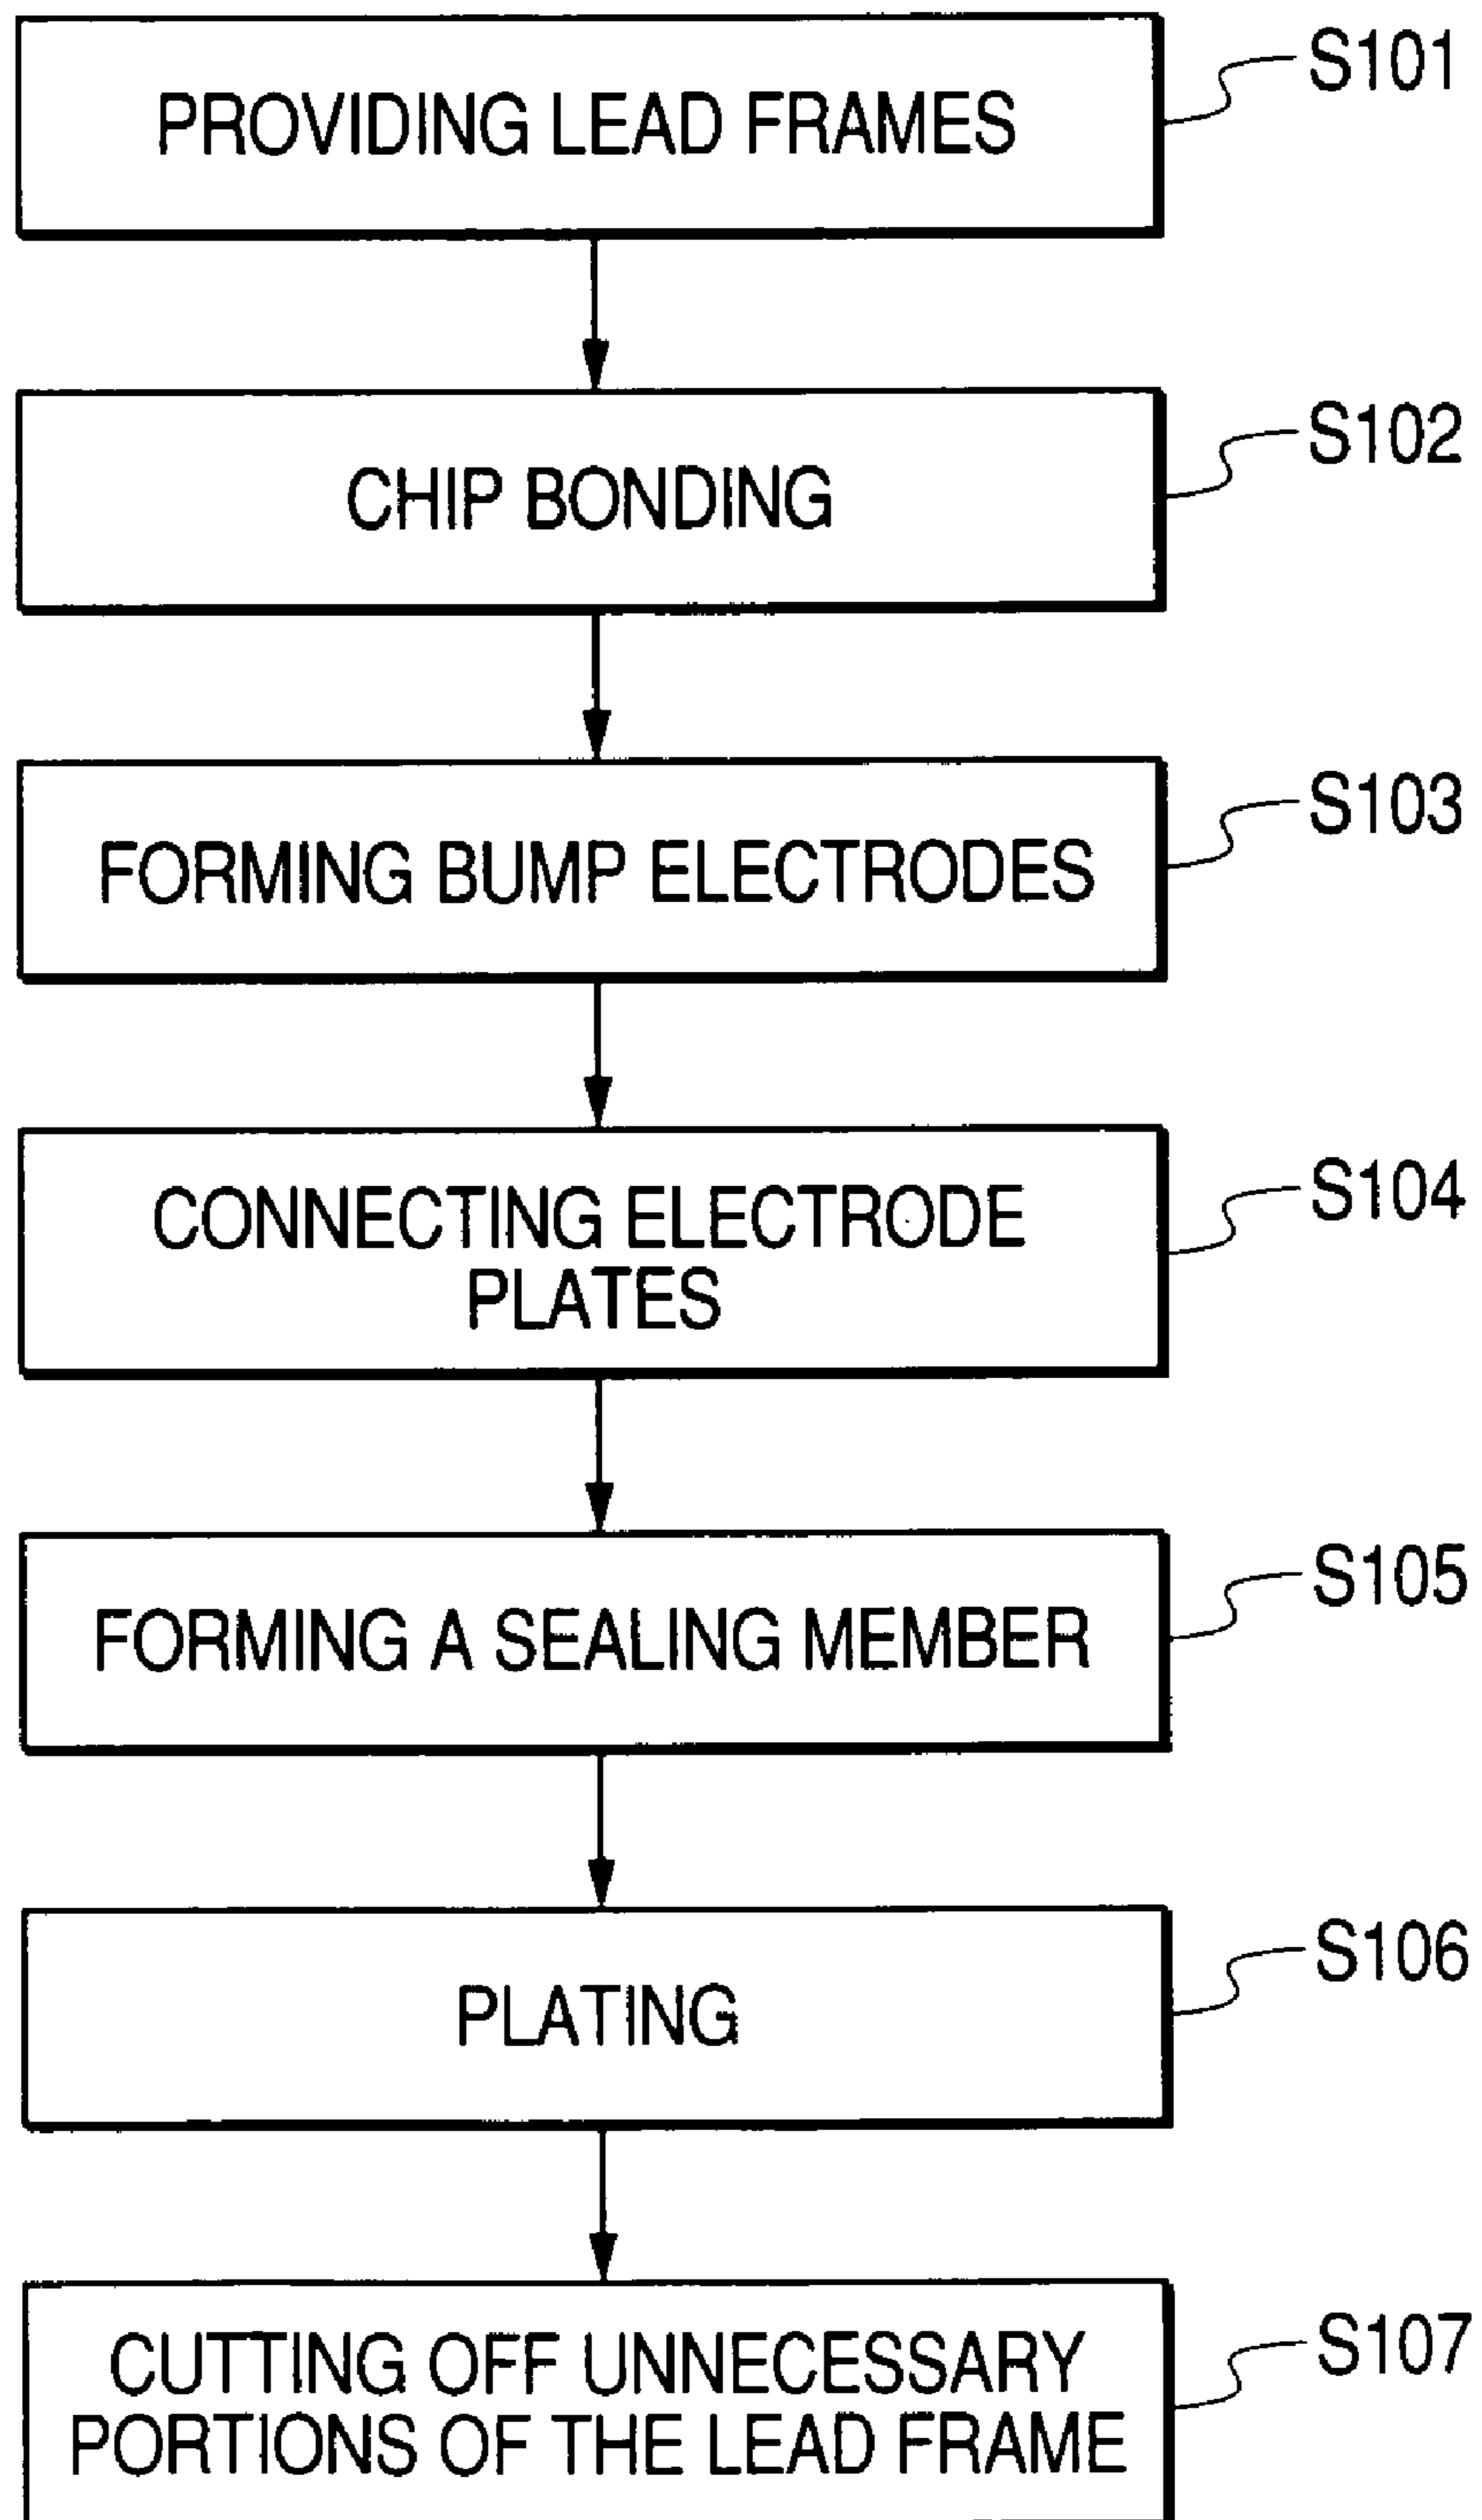 PROVIDING LEAD FRAMES
S101
CHIP BONDING
S102
FORMING BUMP ELECTRODES
S103
CONNECTING ELECTRODE
PLATES
S104
FORMING A SEALING MEMBER
S105
PLATING
S106
CUTTING OFF UNNECESSARY
PORTIONS OF THE LEAD FRAME
S107